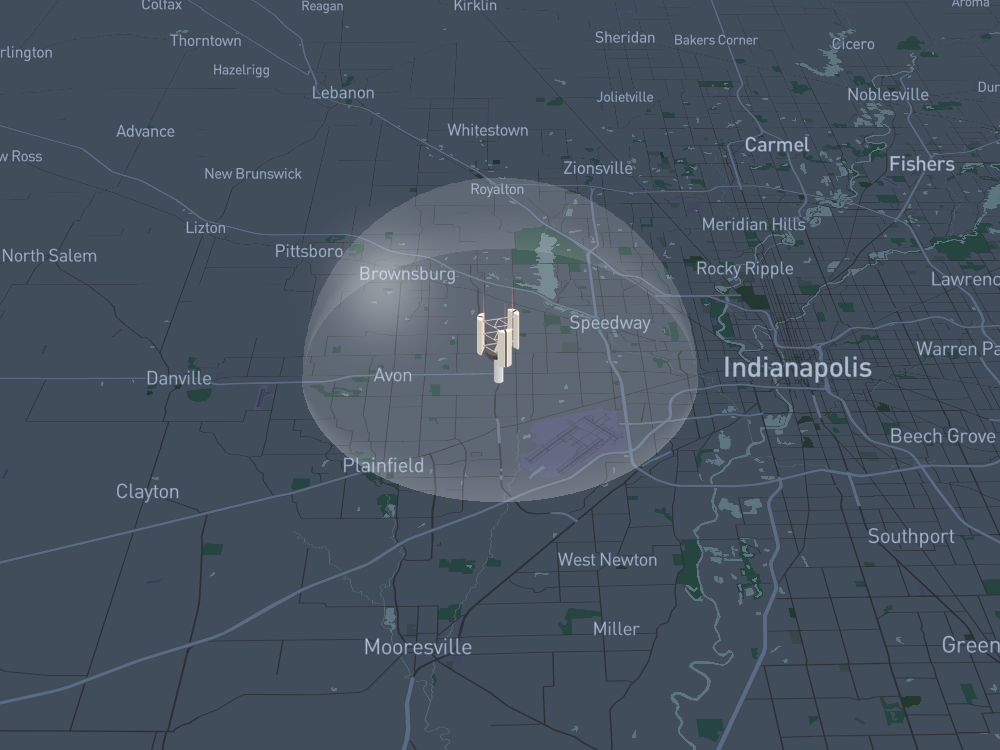 Colfax
Reagan
Kirklin
Aroma
Thorntown
Sheridan
Bakers Corner
Cicero
rlington
Hazelrigg
Lebanon
Jolietville
Noblesville
Dur
Advance
Whitestown
Carmel
w Ross
Zionsville
Fishers
New Brunswick
Royalton
Lizton
Meridian Hills
North Salem
Pittsboro
Brownsburg
Rocky Ripple
Lawrenc
Speedway
Warren Pa
Indianapolis
Danville
Avon
Beech Grove
Plainfield
Clayton
Southport
West Newton
Miller
Mooresville
Green